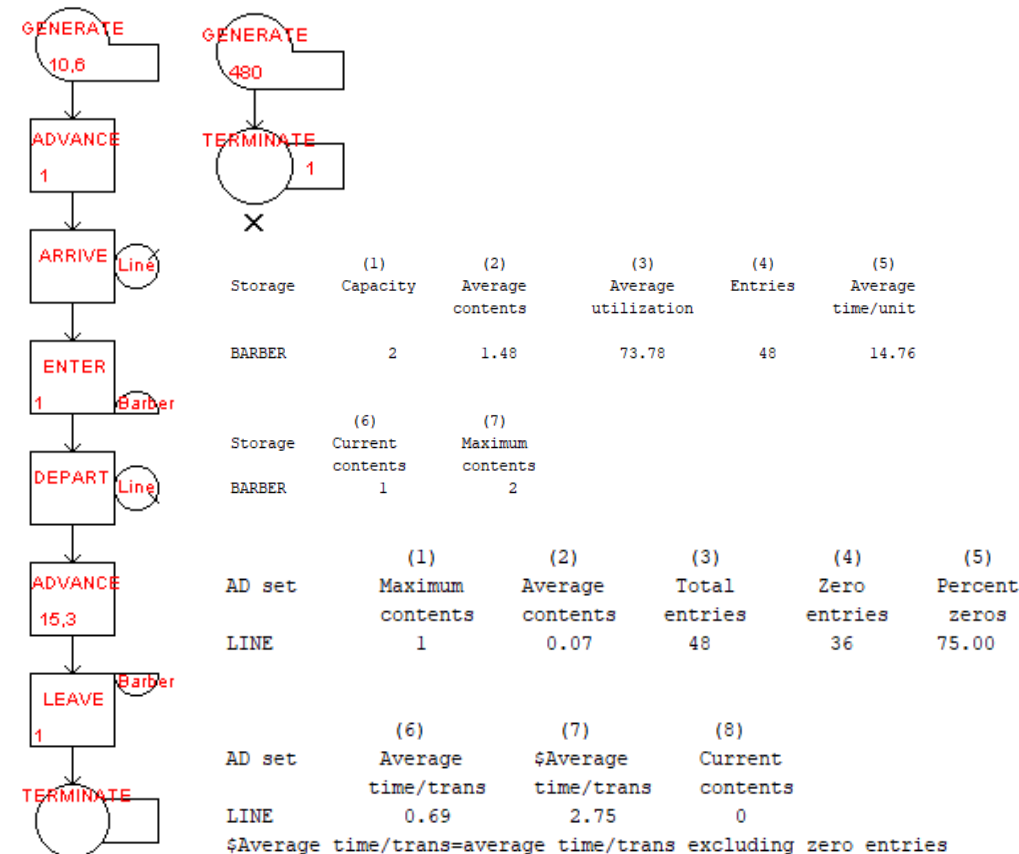 GENERATE
10,6
ADVANCE
1
ARRIVE Line
ENTER
1 Barber
DEPART Line
ADVANCE
15,3
Barber
LEAVE
1
TERMINATE
GENERATE
480
TERMINATE
1
(1) (2) (3) (4) (5)
Storage Capacity Average Average Entries Average
contents utilization time/unit
BARBER 2 1.48 73.78 48 14.76
(6) (7)
Storage Current Maximum
contents contents
BARBER 1 2
(1) (2) (3) (4) (5)
AD set Maximum Average Total Zero Percent
contents contents entries entries zeros
LINE 1 0.07 48 36 75.00
(6) (7) (8)
AD set Average $Average Current
time/trans time/trans contents
LINE 0.69 2.75 0
$Average time/trans=average time/trans excluding zero entries